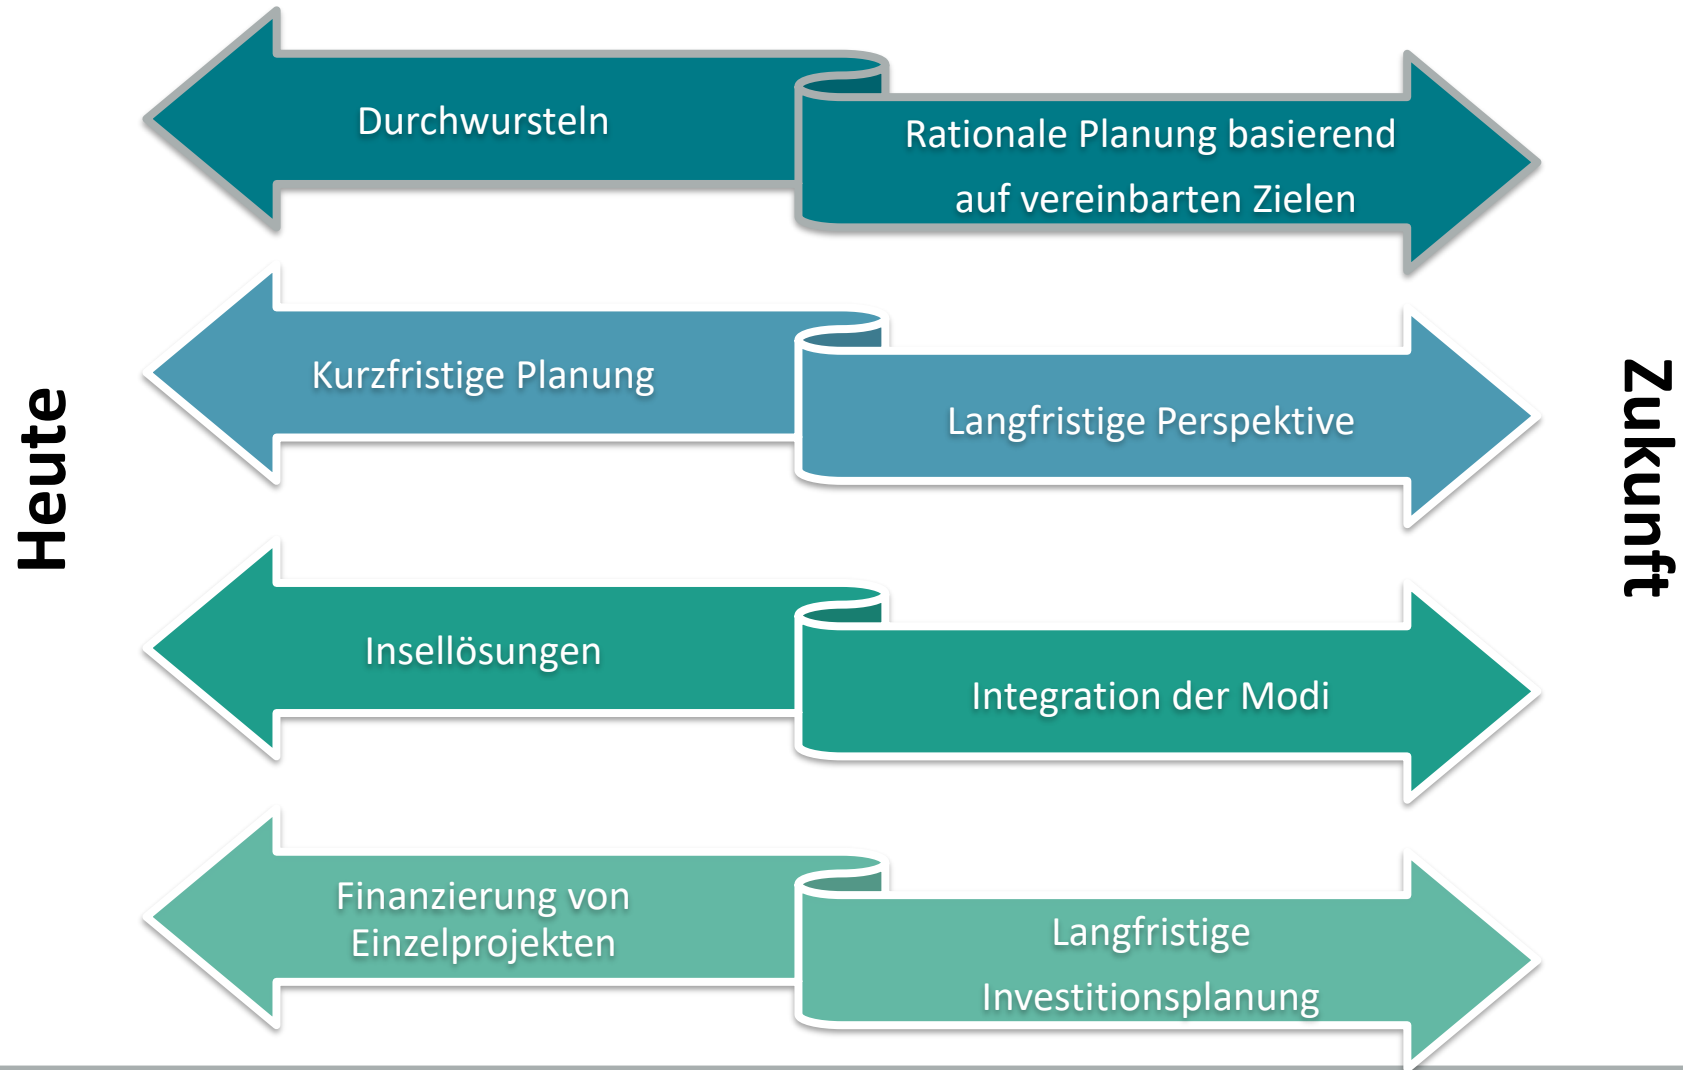 Heute
Durchwursteln
Rationale Planung basierend
auf vereinbarten Zielen
Kurzfristige Planung
Langfristige Perspektive
Insellösungen
Integration der Modi
Finanzierung von
Einzelprojekten
Langfristige
Investitionsplanung
Zukunft